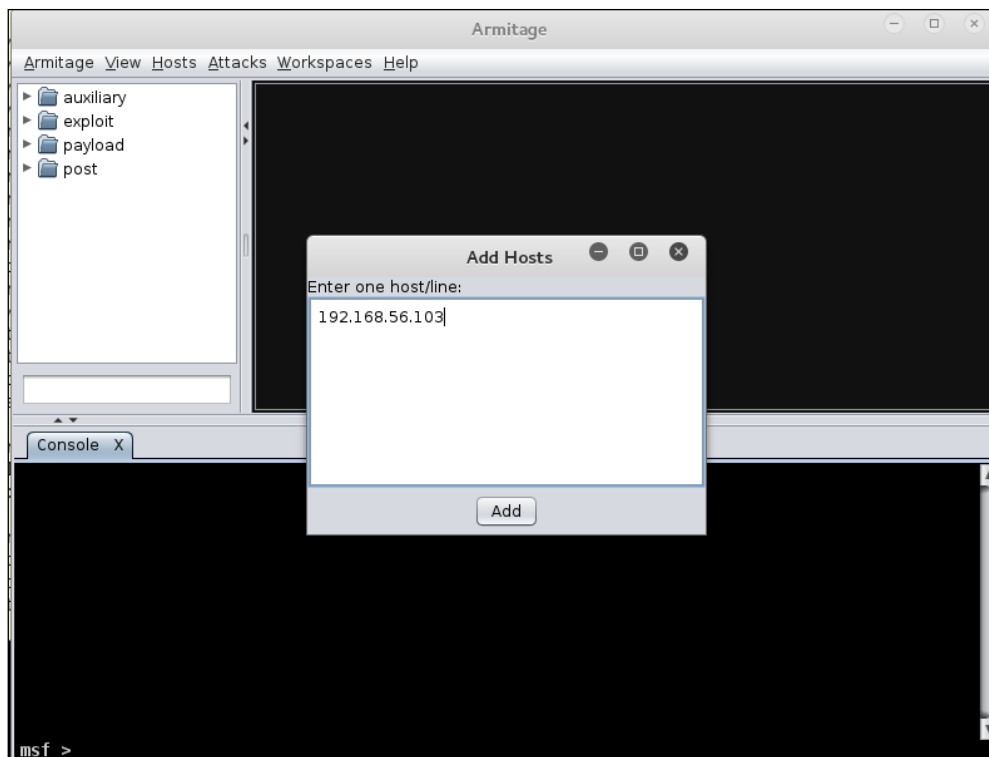 Armitage
Armitage View Hosts Attacks Workspaces Help
auxiliary
exploit
payload
post
Add Hosts
Enter one host/line:
192.168.56.103
Add
Console X
msf >